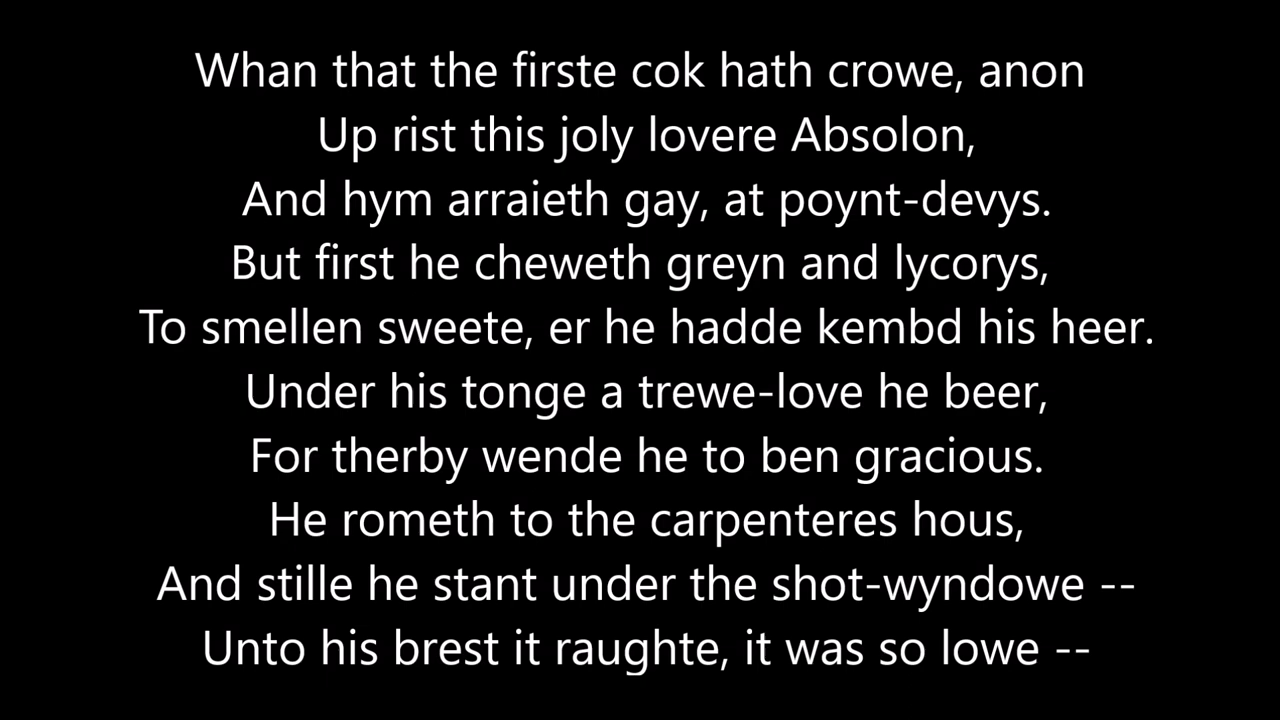 Whan that the firste cok hath crowe, anon
Up rist this joly lovere Absolon,
And hym arraieth gay, at poynt-devys.
But first he cheweth greyn and lycorys,
To smellen sweete, er he hadde kembd his heer.
Under his tonge a trewe-love he beer,
For therby wende he to ben gracious.
He rometh to the carpenteres hous,
And stille he stant under the shot-wyndowe --
Unto his brest it raughte, it was so lowe --